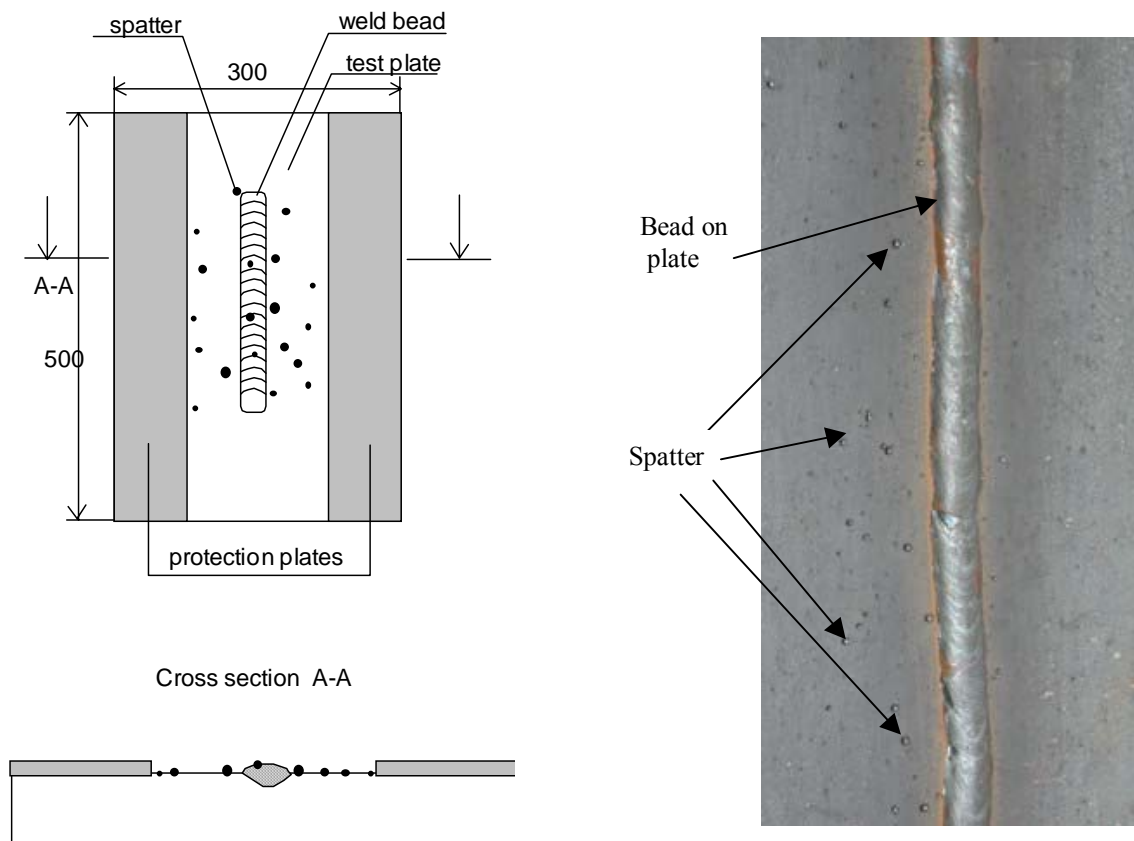 spatter
weld bead
test plate
300
A-A
500
protection plates
Cross section A-A
Bead on
plate
Spatter